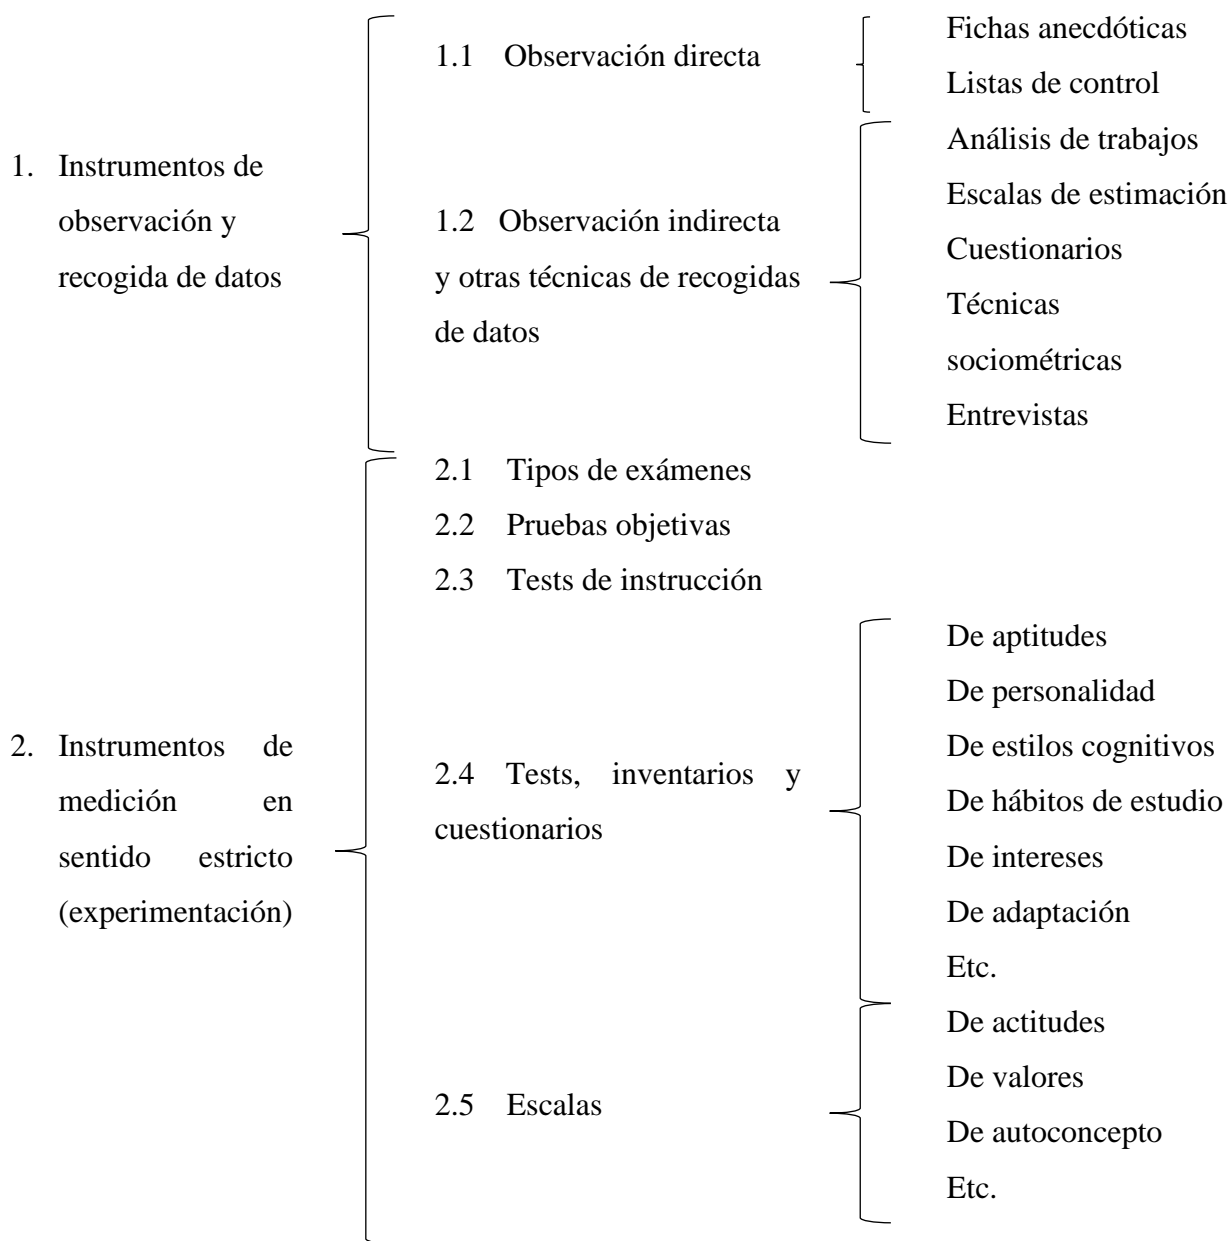 1. Instrumentos de
observación y
recogida de datos
1.1 Observación directa
Fichas anecdóticas
Listas de control
1.2 Observación indirecta
y otras técnicas de recogidas
de datos
Análisis de trabajos
Escalas de estimación
Cuestionarios
Técnicas
sociométricas
Entrevistas
2. Instrumentos de
medición en
sentido estricto
(experimentación)
2.1 Tipos de exámenes
2.2 Pruebas objetivas
2.3 Tests de instrucción
2.4 Tests, inventarios y
cuestionarios
De aptitudes
De personalidad
De estilos cognitivos
De hábitos de estudio
De intereses
De adaptación
Etc.
2.5 Escalas
De actitudes
De valores
De autoconcepto
Etc.